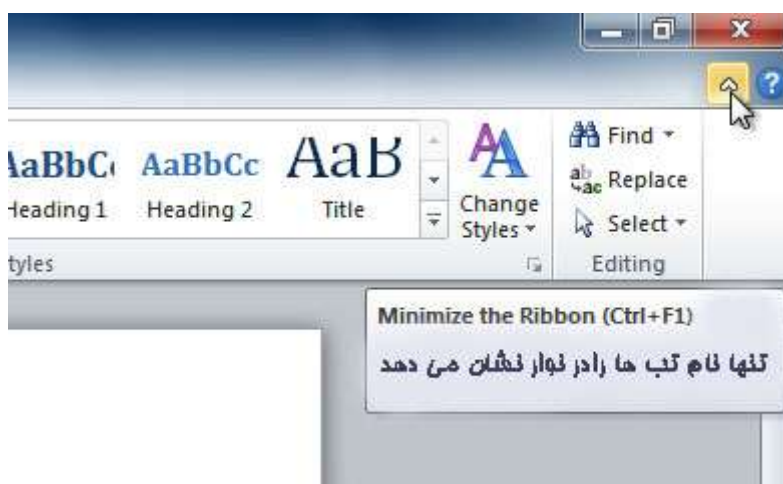 ?
AaBbC AaBbCc AaB
Heading 1 Heading 2 Title
Change
Styles
Find
Replace
Select
tyles
Editing
Minimize the Ribbon (Ctrl+F1)
تنها نام تب ها رادر نوار نشان می دهد